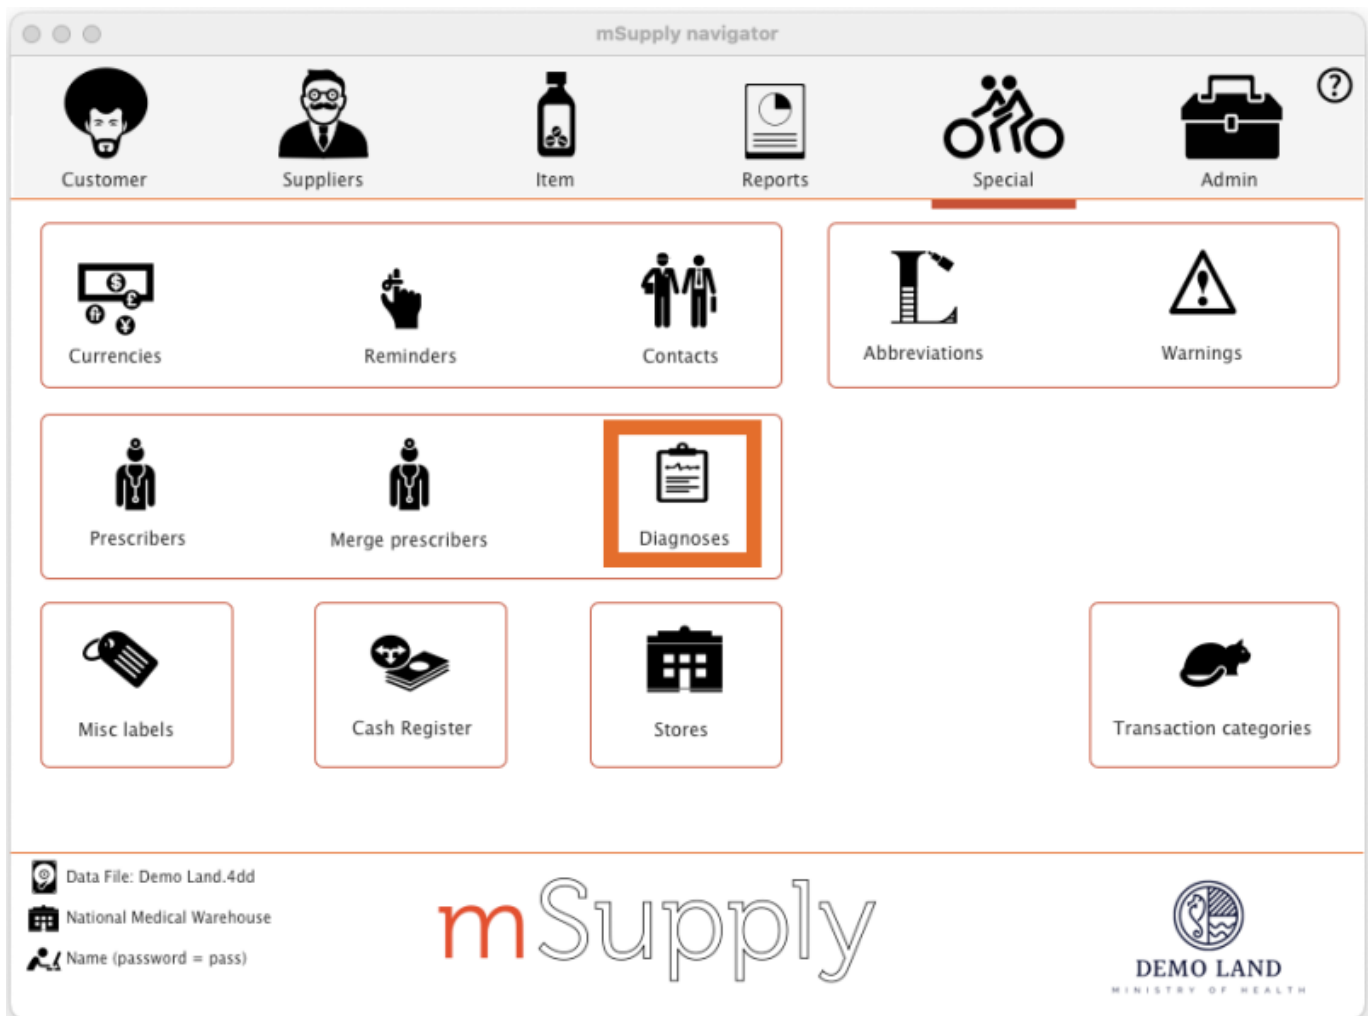 mSupply navigator
?
Customer
Suppliers
Item
Reports
Special
Admin
Currencies
Reminders
Contacts
Abbreviations
Warnings
Prescribers
Merge prescribers
Diagnoses
Misc labels
Cash Register
Stores
Transaction categories
Data File: Demo Land.4dd
National Medical Warehouse
Name (password = pass)
mSupply
DEMO LAND
MINISTRY OF HEALTH